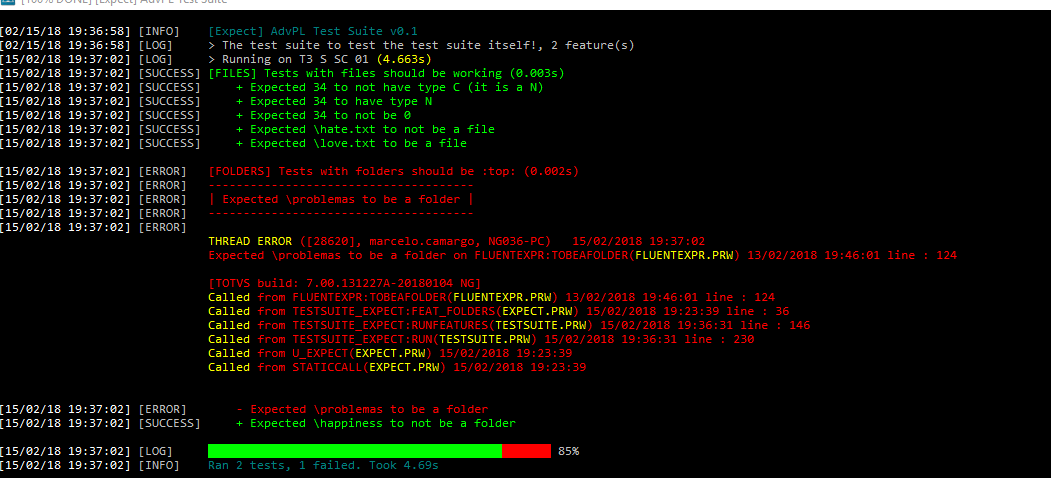 [100% DONE] [Expect] AdvPL Test Suite
[02/15/18 19:36:58] [INFO] [Expect] AdvPL Test Suite v0.1
[02/15/18 19:36:58] [LOG] > The test suite to test the test suite itself!, 2 feature(s)
[15/02/18 19:37:02] [LOG] > Running on T3 S SC 01 (4.663s)
[15/02/18 19:37:02] [SUCCESS] [FILES] Tests with files should be working (0.003s)
[15/02/18 19:37:02] [SUCCESS] + Expected 34 to not have type C (it is a N)
[15/02/18 19:37:02] [SUCCESS] + Expected 34 to have type N
[15/02/18 19:37:02] [SUCCESS] + Expected 34 to not be 0
[15/02/18 19:37:02] [SUCCESS] + Expected \hate.txt to not be a file
[15/02/18 19:37:02] [SUCCESS] + Expected \love.txt to be a file
[15/02/18 19:37:02] [ERROR] [FOLDERS] Tests with folders should be :top: (0.002s)
[15/02/18 19:37:02] [ERROR] --------------------------------------
[15/02/18 19:37:02] [ERROR] | Expected \problemas to be a folder |
[15/02/18 19:37:02] [ERROR] --------------------------------------
[15/02/18 19:37:02] [ERROR]
THREAD ERROR ([28620], marcelo.camargo, NG036-PC) 15/02/2018 19:37:02
Expected \problemas to be a folder on FLUENTEXPR:TOBEAFOLDER(FLUENTEXPR.PRW) 13/02/2018 19:46:01 line : 124
[TOTVS build: 7.00.131227A-20180104 NG]
Called from FLUENTEXPR:TOBEAFOLDER(FLUENTEXPR.PRW) 13/02/2018 19:46:01 line : 124
Called from TESTSUITE_EXPECT:FEAT_FOLDERS(EXPECT.PRW) 15/02/2018 19:23:39 line : 36
Called from TESTSUITE_EXPECT:RUNFEATURES(TESTSUITE.PRW) 15/02/2018 19:36:31 line : 146
Called from TESTSUITE_EXPECT:RUN(TESTSUITE.PRW) 15/02/2018 19:36:31 line : 230
Called from U_EXPECT(EXPECT.PRW) 15/02/2018 19:23:39
Called from STATICCALL(EXPECT.PRW) 15/02/2018 19:23:39
[15/02/18 19:37:02] [ERROR] - Expected \problemas to be a folder
[15/02/18 19:37:02] [SUCCESS] + Expected \happiness to not be a folder
[15/02/18 19:37:02] [LOG] 85%
[15/02/18 19:37:02] [INFO] Ran 2 tests, 1 failed. Took 4.69s